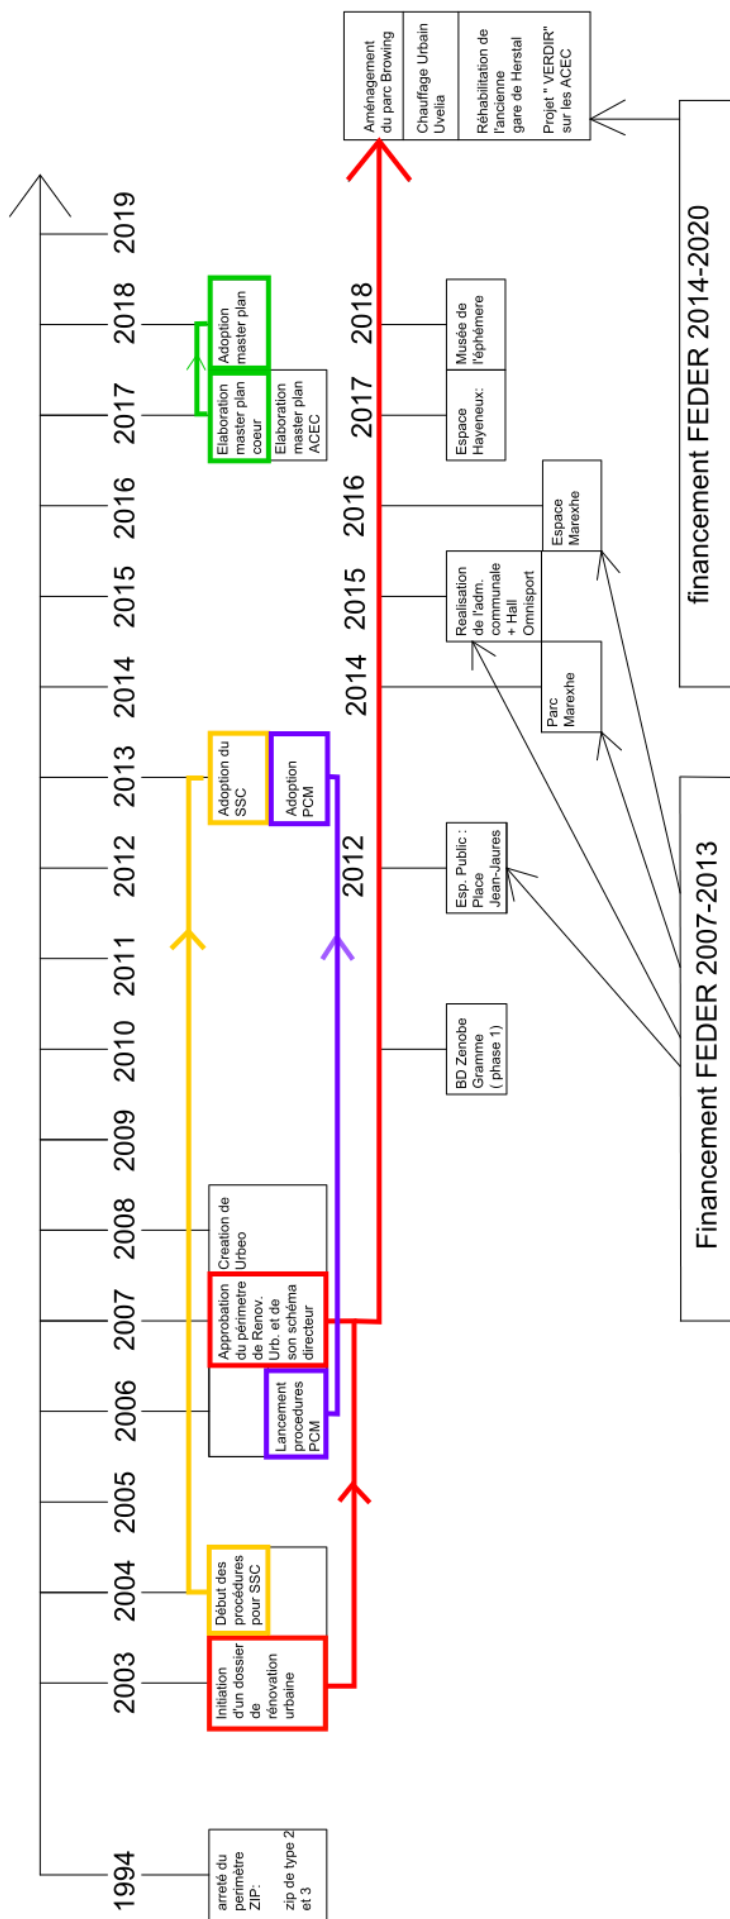 1994
2003
2004
2005
2006
2007
2008
2009
2010
2011
2012
2013
2014
2015
2016
2017
2018
2019
arreté du
perimètre
ZIP:
zip de type 2
et 3
Initiation
d'un dossier
de
rénovation
urbaine
Début des
procédures
pour SSC
Lancement
procedures
PCM
Approbation
du périmètre
de Renov.
Urb. et de
son schéma
directeur
Creation de
Urbeo
Adoption du
SSC
Adoption
PCM
Elaboration
master plan
coeur
Elaboration
master plan
ACEC
Adoption
master plan
2012
2014
2015
2016
2017
2018
BD Zenobe
Gramme
( phase 1)
Esp. Public :
Place
Jean-Jaures
Parc
Marexhe
Realisation
de l'adm.
communale
+ Hall
Omnisport
Espace
Marexhe
Espace
Hayeneux:
Musée de
l'éphémere
Aménagement
du parc Browing
Chauffage Urbain
Uvelia
Réhabilitation de
l'ancienne
gare de Herstal
Projet " VERDIR"
sur les ACEC
Financement FEDER 2007-2013
financement FEDER 2014-2020